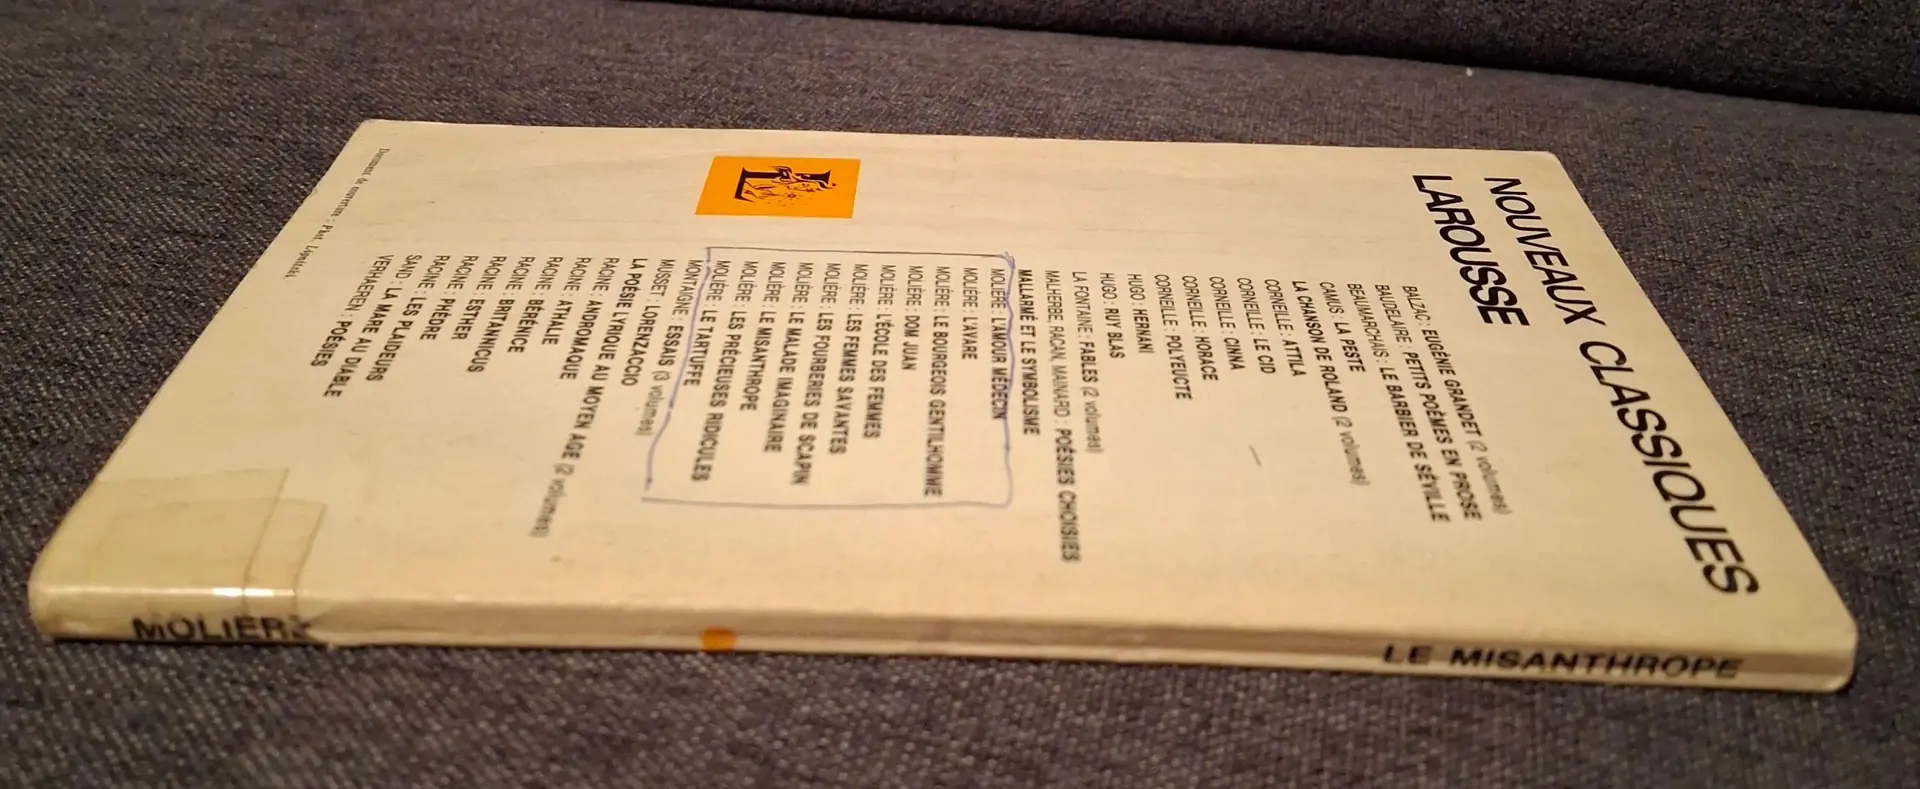 NOUVEAUX CLASSIQUES
LAROUSSE
BALZAC : EUGÉNIE GRANDET (2 volumes)
BAUDELAIRE : PETITS POÈMES EN PROSE
BEAUMARCHAIS : LE BARBIER DE SÉVILLE
CAMUS : LA PESTE
LA CHANSON DE ROLAND (2 volumes)
CORNEILLE : ATTILA
CORNEILLE : LE CID
CORNEILLE : CINNA
CORNEILLE : HORACE
CORNEILLE : POLYEUCTE
HUGO : HERNANI
HUGO : RUY BLAS
LA FONTAINE : FABLES (2 volumes)
MALHERBE, RACAN, MAINARD : POÉSIES CHOISIES
MALLARMÉ ET LE SYMBOLISME
MOLIÈRE : L'AMOUR MÉDECIN
MOLIÈRE : L'AVARE
MOLIÈRE : LE BOURGEOIS GENTILHOMME
MOLIÈRE : DOM JUAN
MOLIÈRE : L'ÉCOLE DES FEMMES
MOLIÈRE : LES FEMMES SAVANTES
MOLIÈRE : LES FOURBERIES DE SCAPIN
MOLIÈRE : LE MALADE IMAGINAIRE
MOLIÈRE : LE MISANTHROPE
MOLIÈRE : LES PRÉCIEUSES RIDICULES
MOLIÈRE : LE TARTUFFE
MONTAIGNE : ESSAIS (3 volumes)
MUSSET : LORENZACCIO
LA POÉSIE LYRIQUE AU MOYEN AGE (2 volumes)
RACINE : ANDROMAQUE
RACINE : ATHALIE
RACINE : BÉRÉNICE
RACINE : BRITANNICUS
RACINE : ESTHER
RACINE : PHÈDRE
RACINE : LES PLAIDEURS
SAND : LA MARE AU DIABLE
VERHAEREN : POÉSIES
L
Document de couverture : Phot.
MOLIÈRE
LE MISANTHROPE